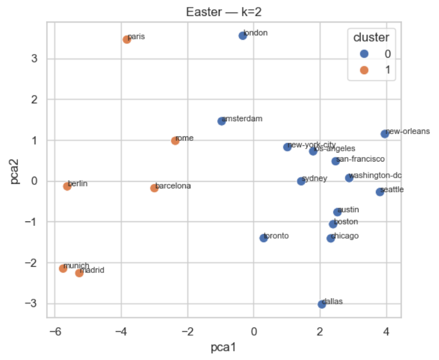 Easter — k=2
cluster
0
1
paris
london
amsterdam
new-orleans
rome
new-york-city
los-angeles
san-francisco
berlin
barcelona
sydney
washington-dc
seattle
austin
boston
toronto
chicago
munich
madrid
dallas
pca2
3
2
1
0
−1
−2
−3
−6
−4
−2
0
2
4
pca1